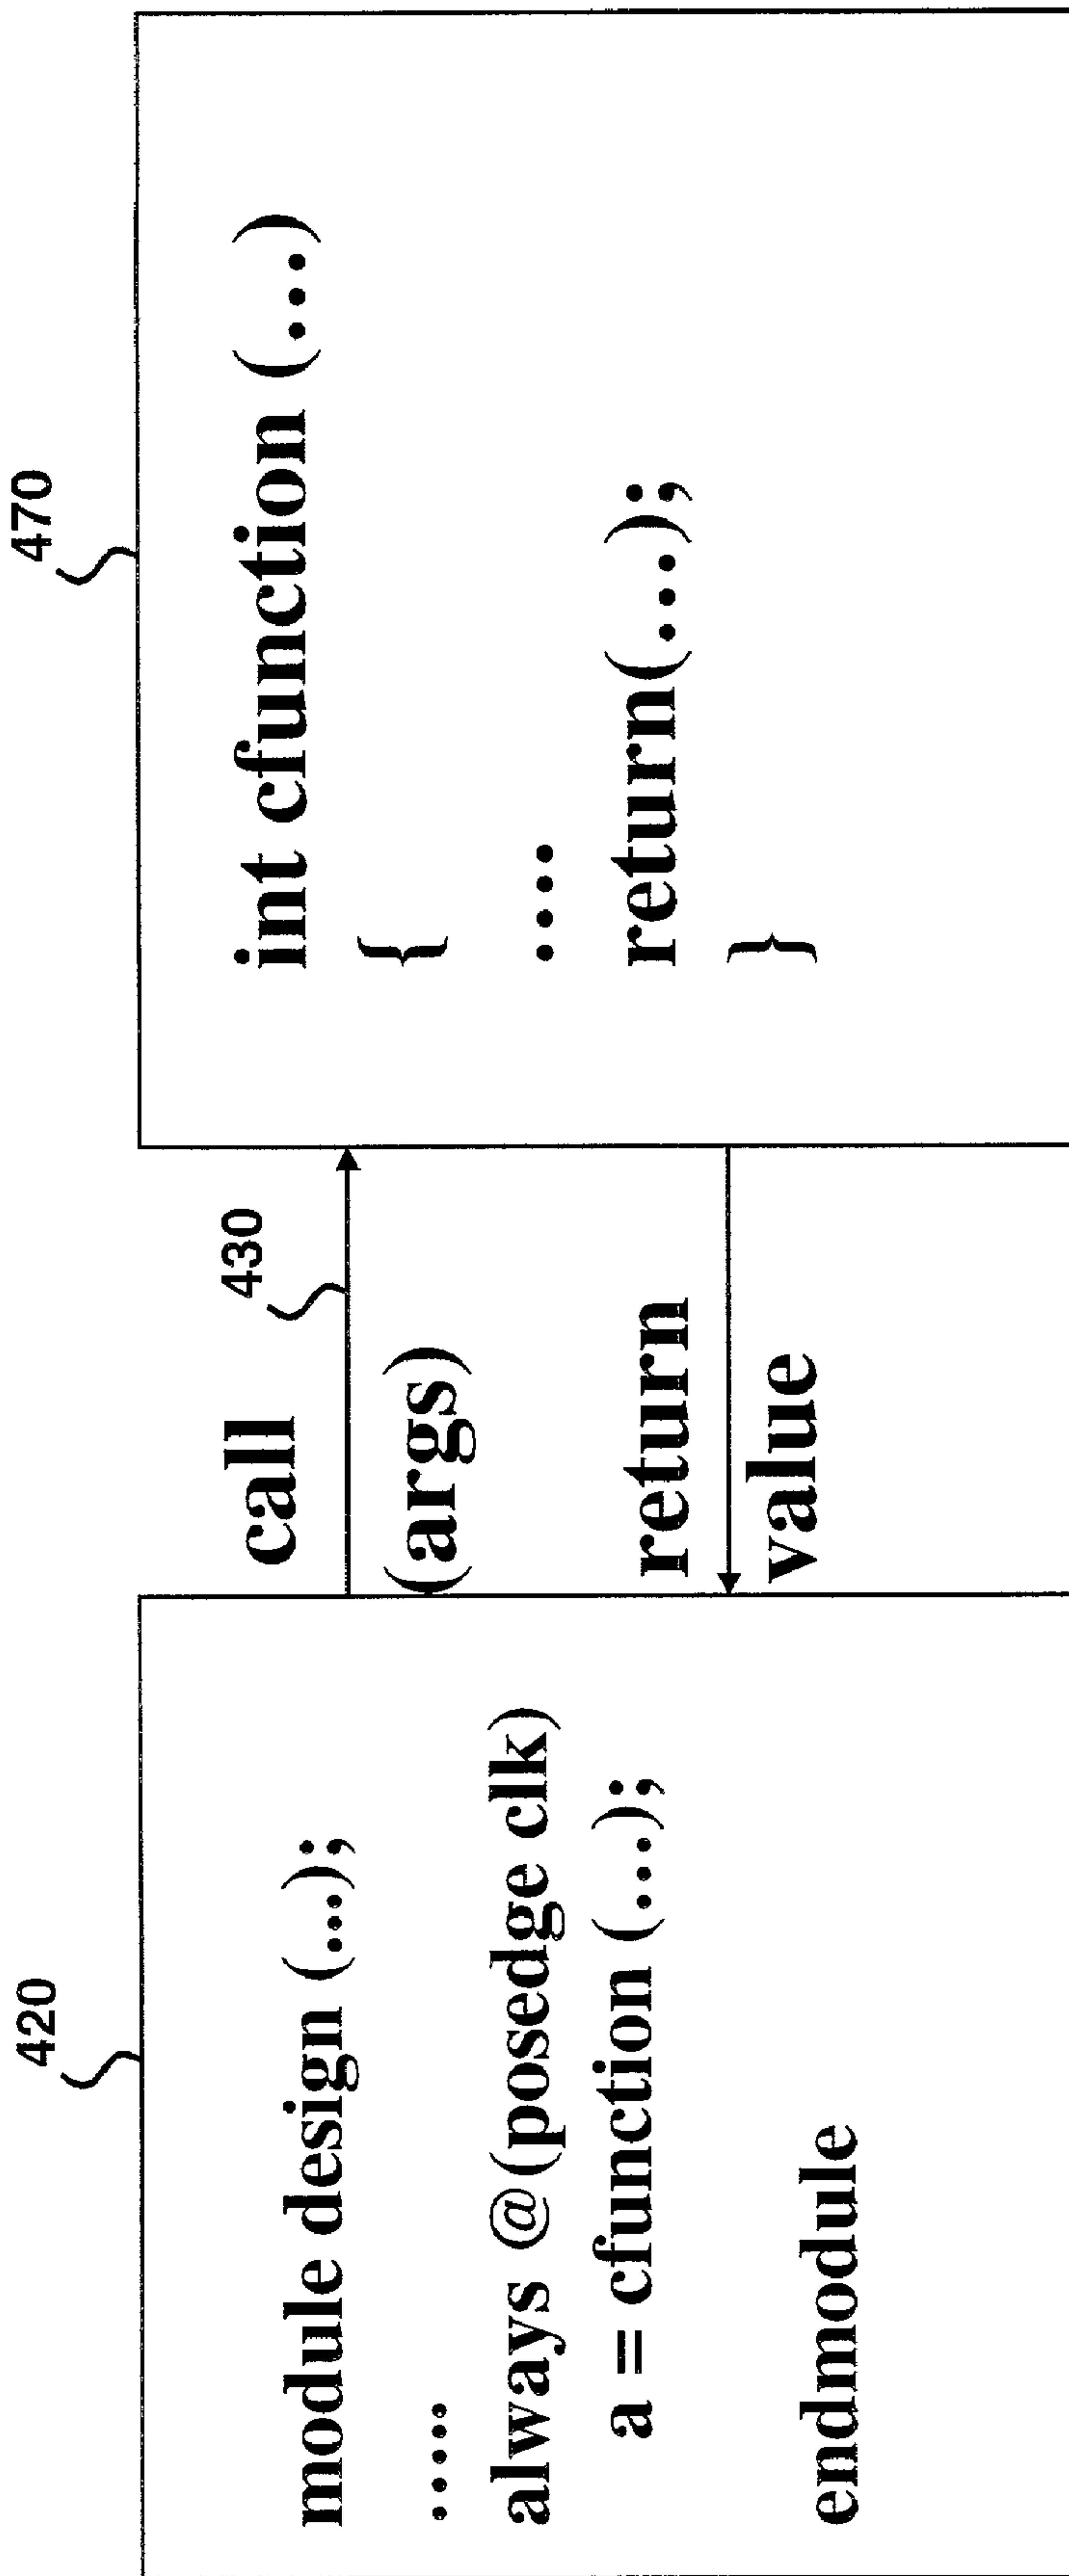 420
module design (...);
.....
always @(posedge clk)
a = cfunction (...);
endmodule
call
430
(args)
return
value
470
int cfunction (...)
{
....
return(...);
}